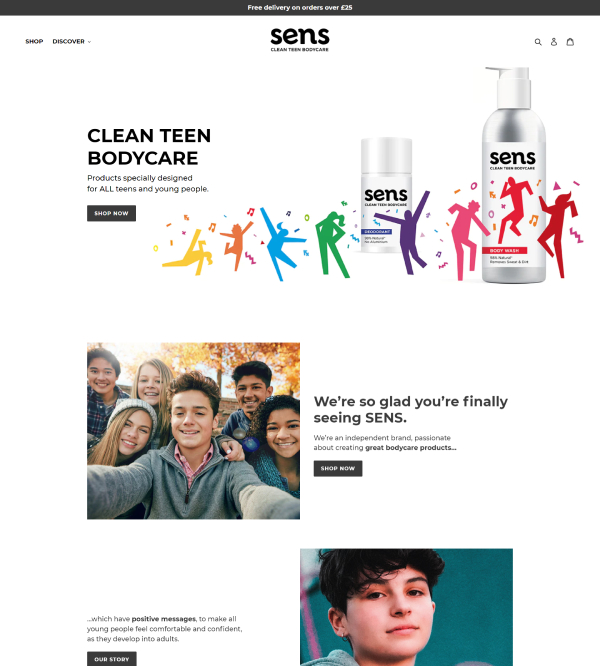 Free delivery on orders over £25
SHOP
DISCOVER
sens
CLEAN TEEN BODYCARE
CLEAN TEEN
BODYCARE
Products specially designed
for ALL teens and young people.
SHOP NOW
sens
CLEAN TEEN BODYCARE
DEODORANT
98% Natural*
No Aluminium
sens
CLEAN TEEN BODYCARE
BODY WASH
98% Natural*
Removes Sweat & Dirt
We're so glad you're finally
seeing SENS.
We're an independent brand, passionate
about creating great bodycare products...
SHOP NOW
...which have positive messages, to make all
young people feel comfortable and confident,
as they develop into adults.
OUR STORY